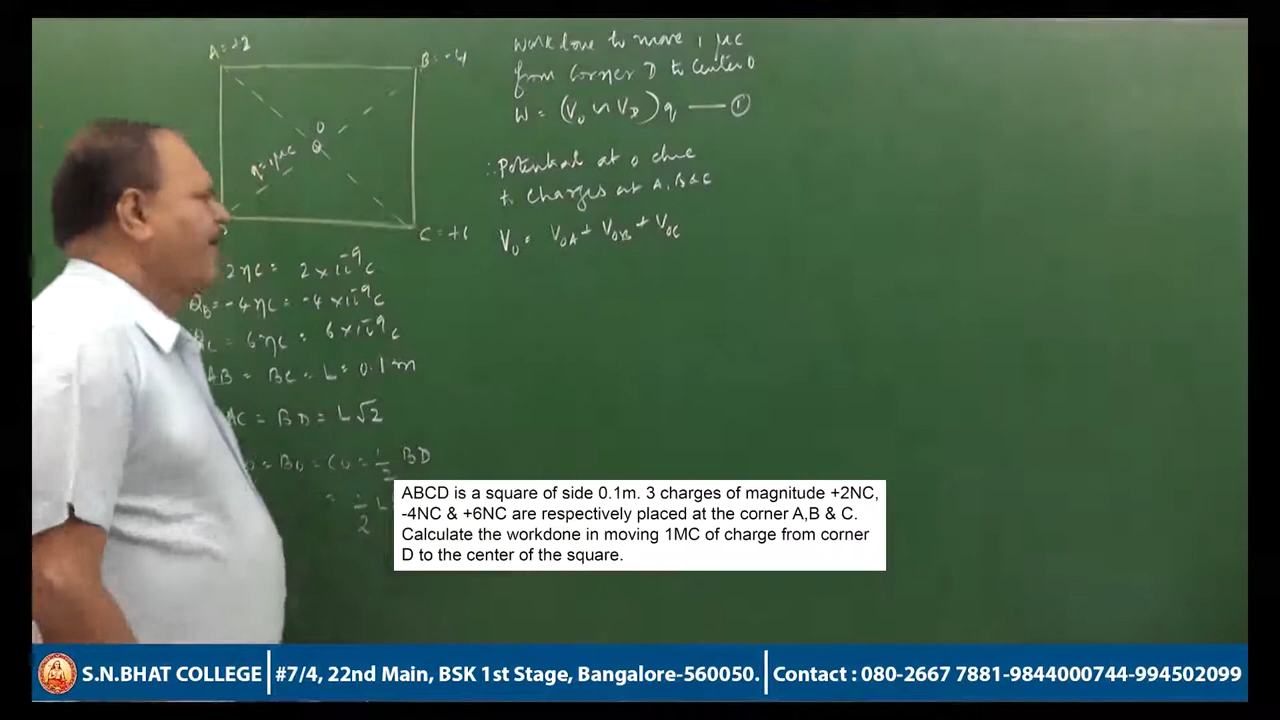 A = +2
B = -4
C = +6
O
Q
q = 1μc
2ηc = 2 × 10⁻⁹c
Q_B = -4ηc = -4 × 10⁻⁹c
6ηc = 6 × 10⁻⁹c
AB = BC = L = 0.1m
AC = BD = L√2
= BO = CO = 1/2 BD
= 1/2 L
Work done to move 1 μc
from corner D to center O
W = (V_O ∽ V_D) q —— ①
∴ Potential at o due
to charges at A, B & C
V_O = V_OA + V_OB + V_OC
ABCD is a square of side 0.1m. 3 charges of magnitude +2NC,
-4NC & +6NC are respectively placed at the corner A,B & C.
Calculate the workdone in moving 1MC of charge from corner
D to the center of the square.
S.N.BHAT COLLEGE
#7/4, 22nd Main, BSK 1st Stage, Bangalore-560050.
Contact : 080-2667 7881-9844000744-994502099